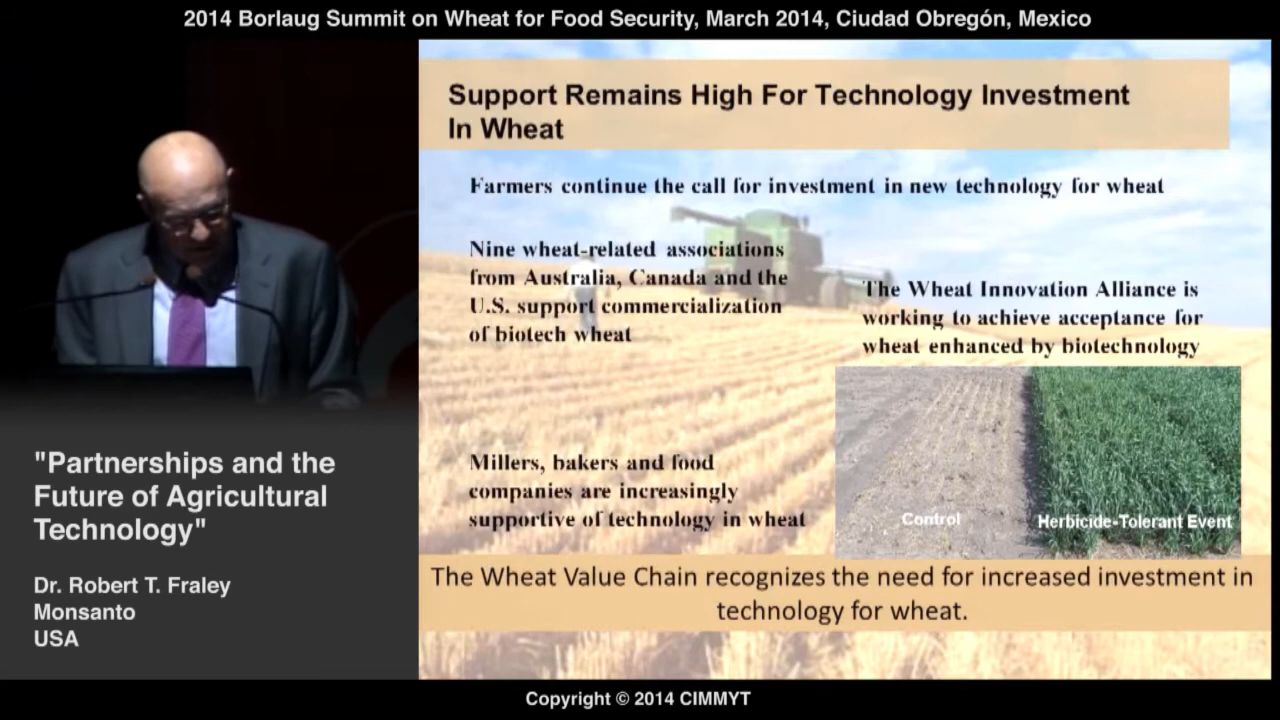 2014 Borlaug Summit on Wheat for Food Security, March 2014, Ciudad Obregón, Mexico
Support Remains High For Technology Investment
In Wheat
Farmers continue the call for investment in new technology for wheat
Nine wheat-related associations
from Australia, Canada and the
U.S. support commercialization
of biotech wheat
The Wheat Innovation Alliance is
working to achieve acceptance for
wheat enhanced by biotechnology
Millers, bakers and food
companies are increasingly
supportive of technology in wheat
Control
Herbicide-Tolerant Event
The Wheat Value Chain recognizes the need for increased investment in
technology for wheat.
"Partnerships and the
Future of Agricultural
Technology"
Dr. Robert T. Fraley
Monsanto
USA
Copyright © 2014 CIMMYT